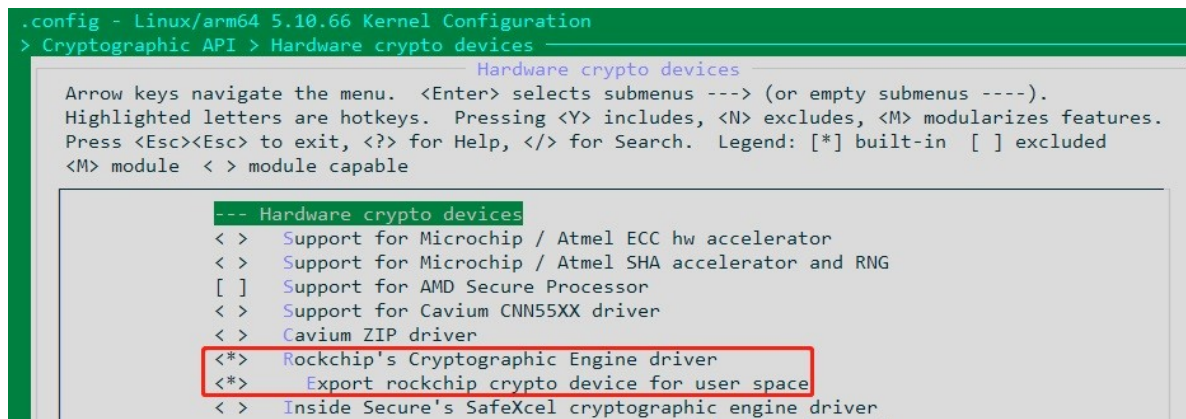 .config - Linux/arm64 5.10.66 Kernel Configuration
> Cryptographic API > Hardware crypto devices
Hardware crypto devices
Arrow keys navigate the menu.  <Enter> selects submenus ---> (or empty submenus ----).
Highlighted letters are hotkeys.  Pressing <Y> includes, <N> excludes, <M> modularizes features.
Press <Esc><Esc> to exit, <?> for Help, </> for Search.  Legend: [*] built-in  [ ] excluded
<M> module  < > module capable
--- Hardware crypto devices
< >   Support for Microchip / Atmel ECC hw accelerator
< >   Support for Microchip / Atmel SHA accelerator and RNG
[ ]   Support for AMD Secure Processor
< >   Support for Cavium CNN55XX driver
< >   Cavium ZIP driver
<*>   Rockchip's Cryptographic Engine driver
<*>     Export rockchip crypto device for user space
< >   Inside Secure's SafeXcel cryptographic engine driver